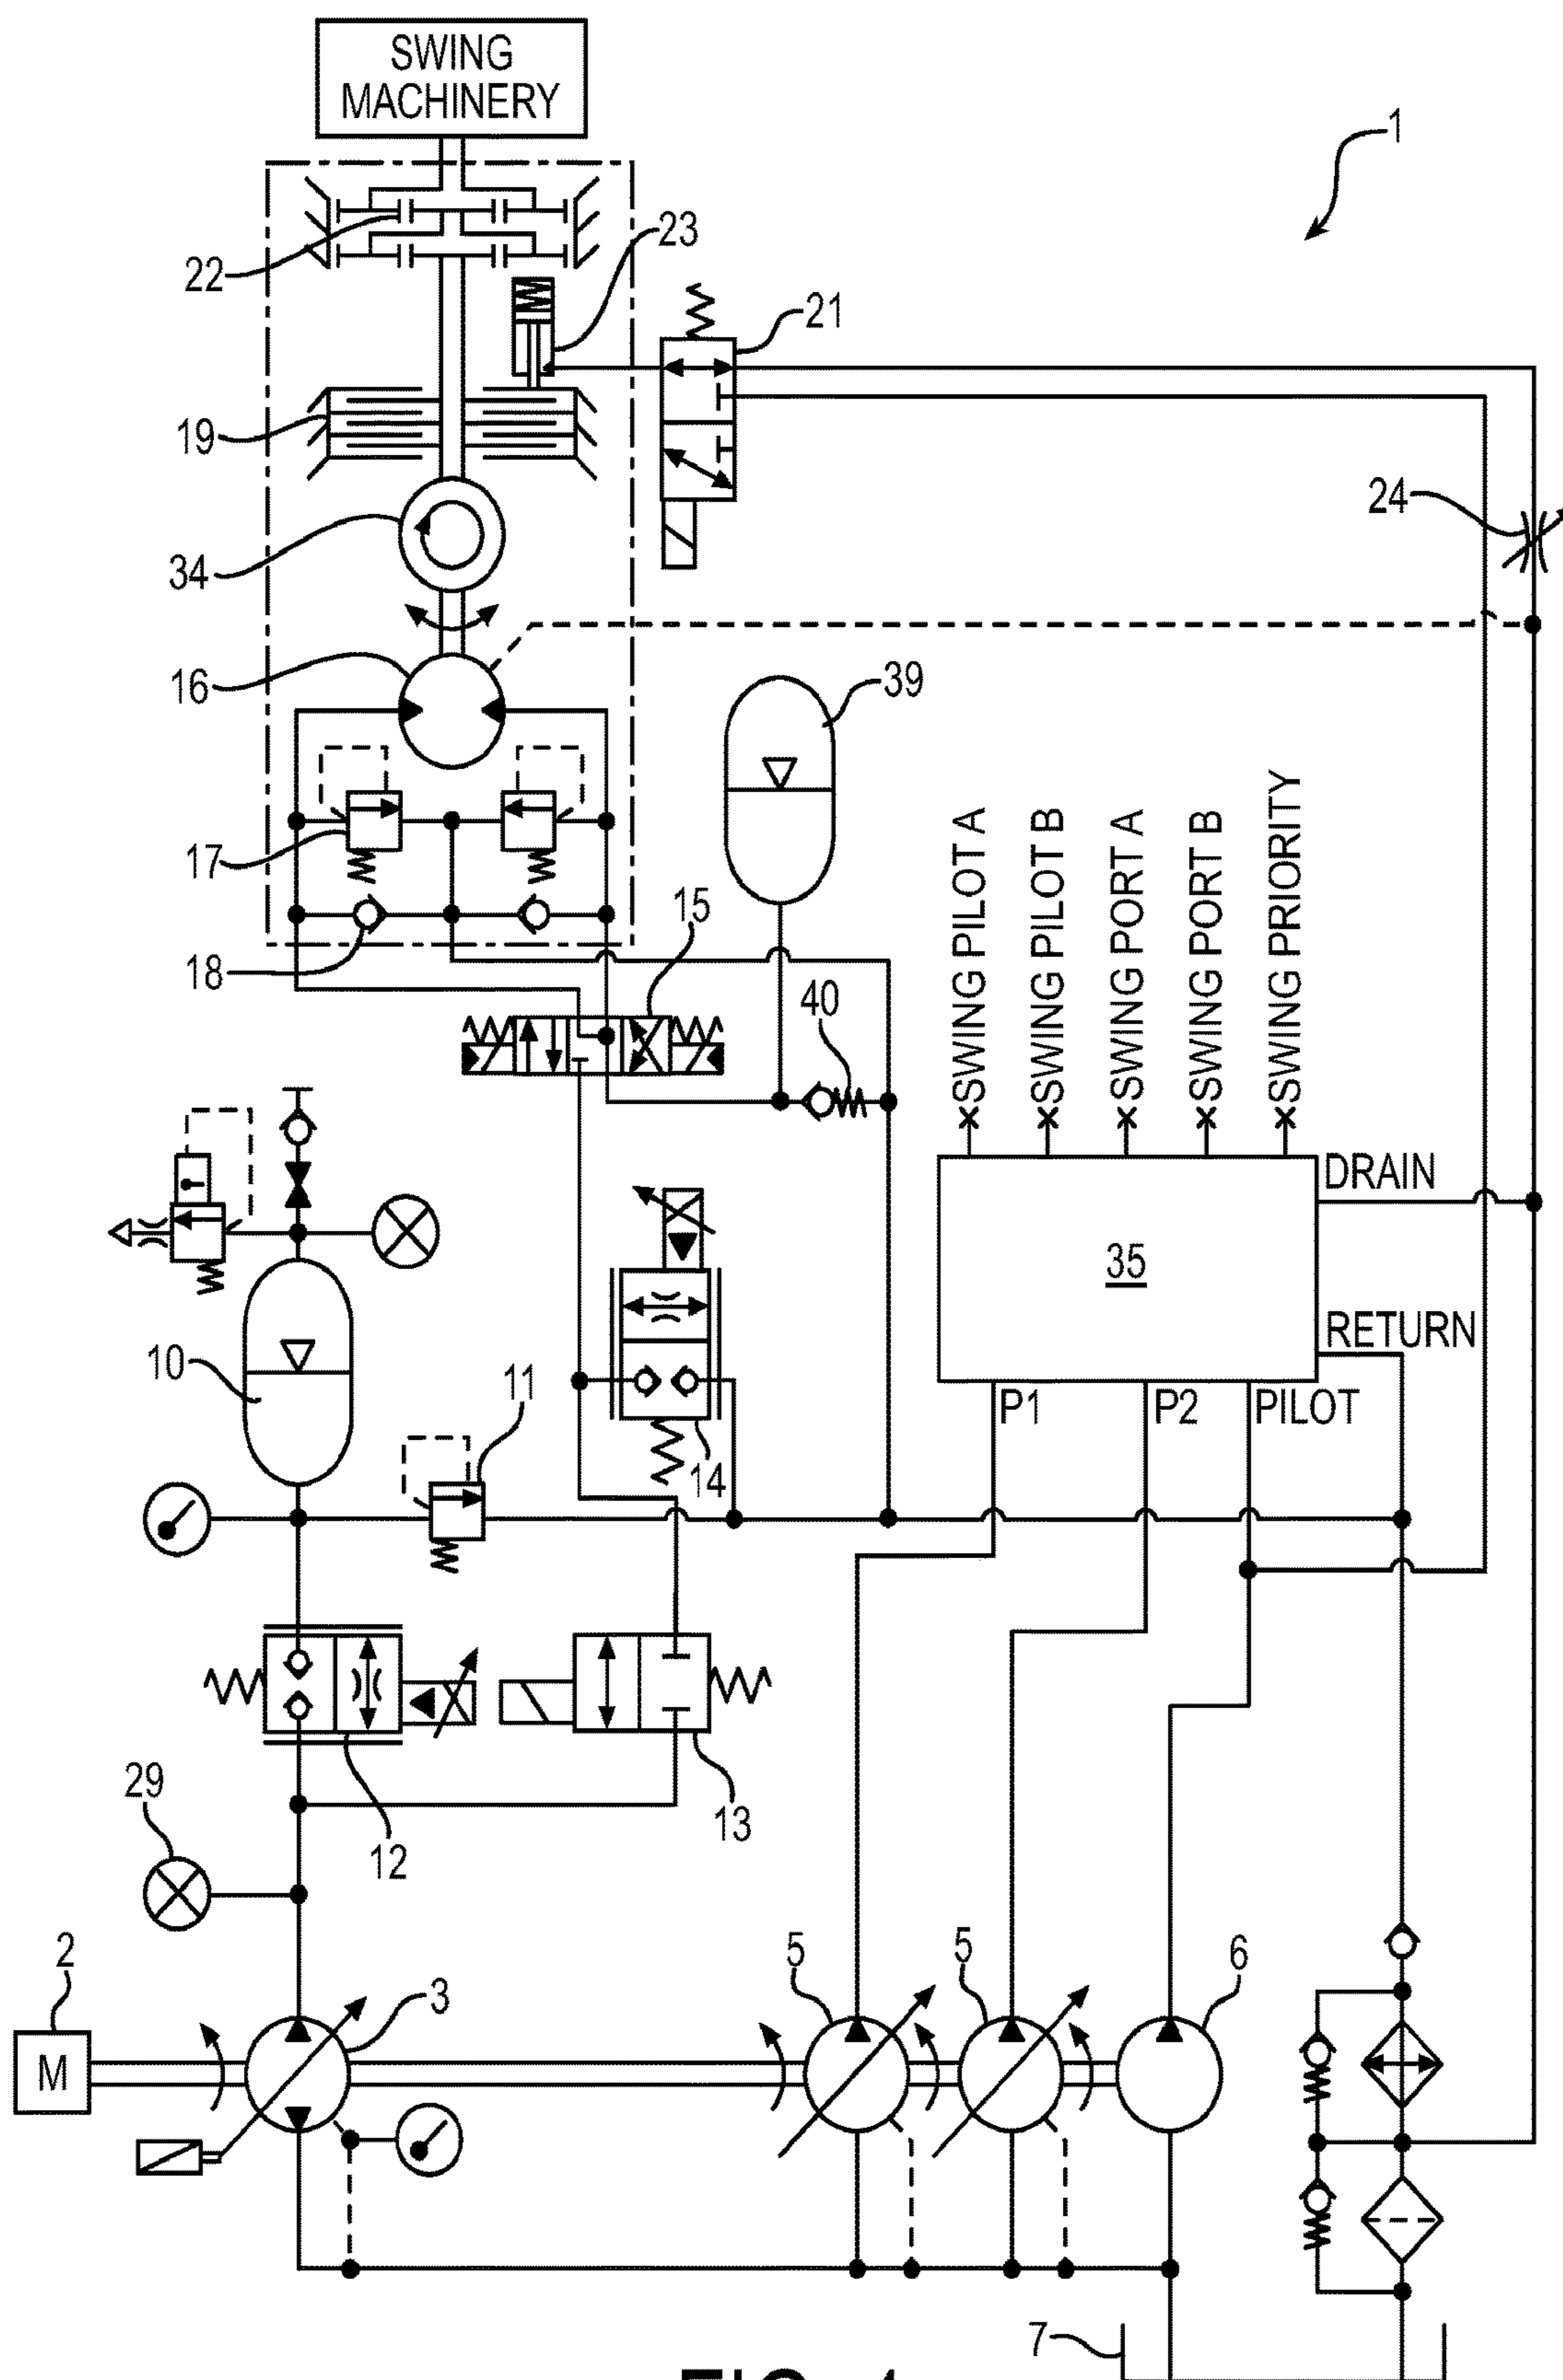 SWING
MACHINERY
1
22
23
21
19
24
34
16
39
17
18
15
40
SWING PILOT A
SWING PILOT B
SWING PORT A
SWING PORT B
SWING PRIORITY
DRAIN
35
RETURN
10
11
14
P1
P2
PILOT
29
12
13
2
3
5
5
6
M
7